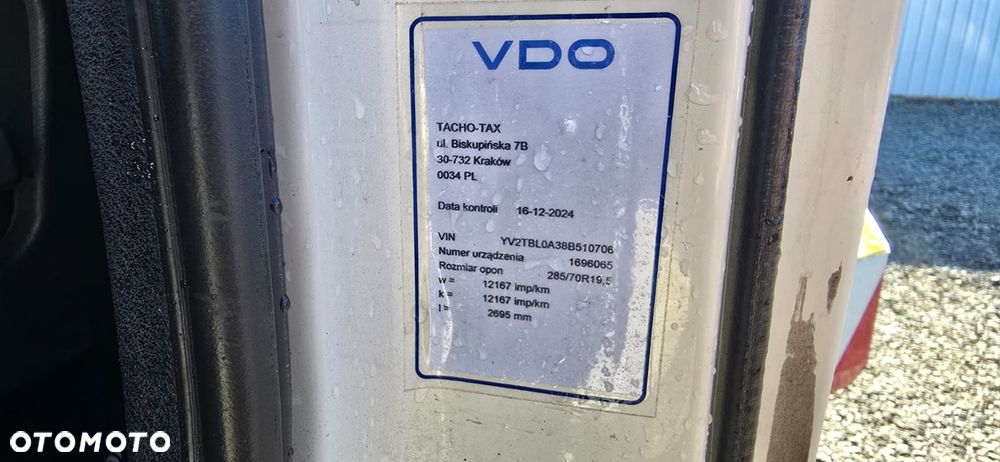 VDO
TACHO-TAX
ul. Biskupińska 7B
30-732 Kraków
0034 PL
Data kontroli 16-12-2024
VIN YV2TBL0A38B510706
Numer urządzenia 1696065
Rozmiar opon 285/70R19,5
w = 12167 imp/km
k = 12167 imp/km
l = 2695 mm
OTOMOTO